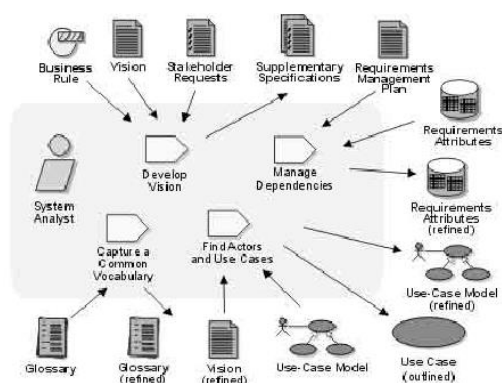 Business
Rule
Vision
Stakeholder
Requests
Supplementary
Specifications
Requirements
Management
Plan
Requirements
Attributes
Develop
Vision
Manage
Dependencies
System
Analyst
Requirements
Attributes
(refined)
Capture a
Common
Vocabulary
Find Actors
and Use Cases
Use-Case Model
(refined)
Glossary
Glossary
(refined)
Vision
(refined)
Use-Case Model
Use Case
(outlined)